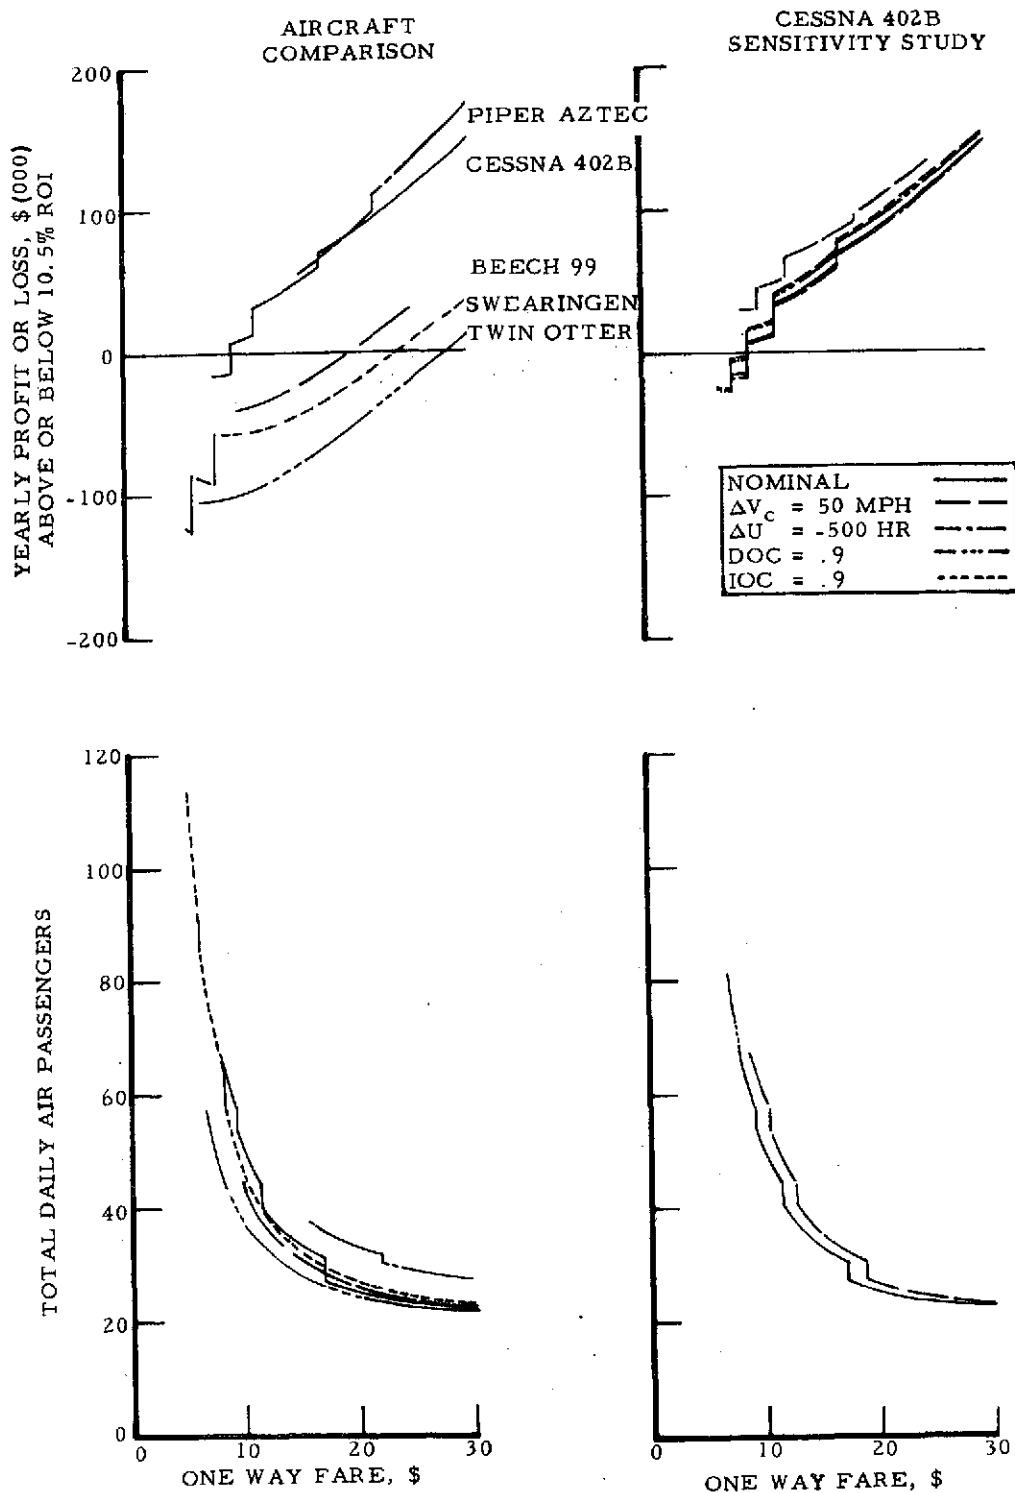 AIRCRAFT
COMPARISON
CESSNA 402B
SENSITIVITY STUDY
YEARLY PROFIT OR LOSS, $ (000)
ABOVE OR BELOW 10.5% ROI
200
100
0
-100
-200
PIPER AZTEC
CESSNA 402B
BEECH 99
SWEARINGEN
TWIN OTTER
NOMINAL
ΔVc = 50 MPH
ΔU = -500 HR
DOC = .9
IOC = .9
TOTAL DAILY AIR PASSENGERS
120
100
80
60
40
20
0
0 10 20 30
ONE WAY FARE, $
0 10 20 30
ONE WAY FARE, $